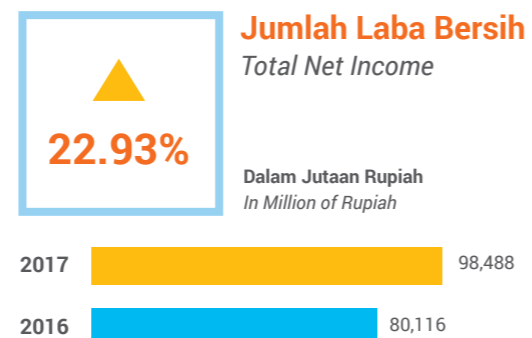 Jumlah Laba Bersih
Total Net Income
22.93%
Dalam Jutaan Rupiah
In Million of Rupiah
2017 98,488
2016 80,116